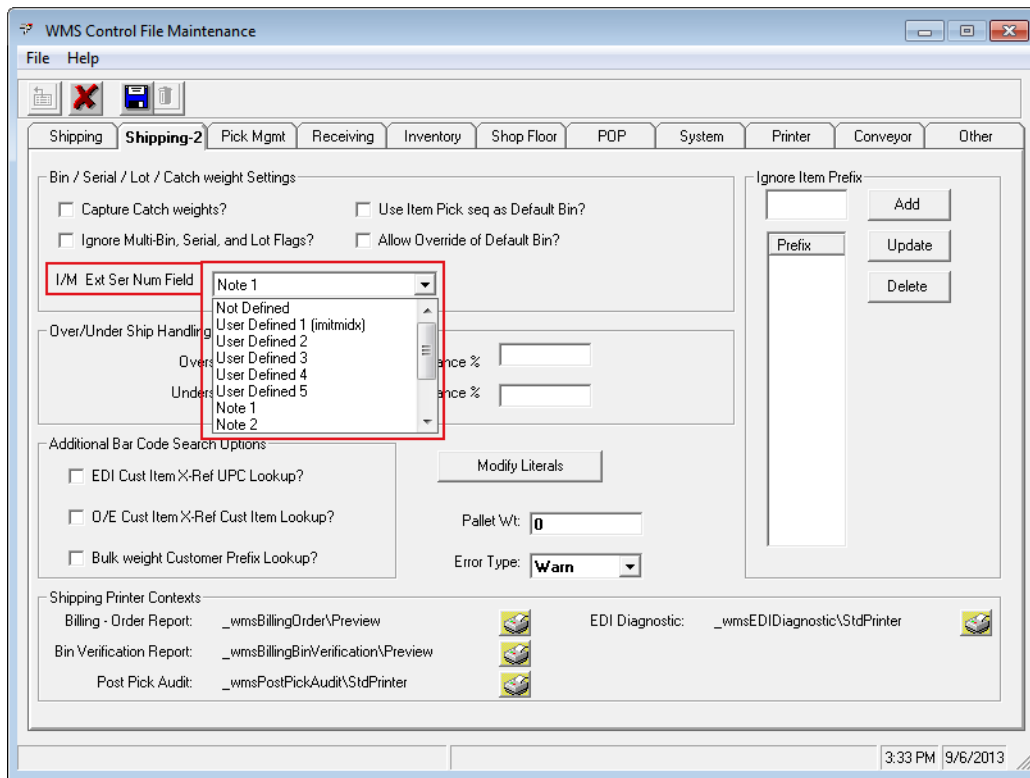 WMS Control File Maintenance
File Help
Shipping Shipping-2 Pick Mgmt Receiving Inventory Shop Floor POP System Printer Conveyor Other
Bin / Serial / Lot / Catch weight Settings
Capture Catch weights? Use Item Pick seq as Default Bin?
Ignore Multi-Bin, Serial, and Lot Flags? Allow Override of Default Bin?
I/M Ext Ser Num Field Note 1
Not Defined
User Defined 1 (imitmidx)
User Defined 2
User Defined 3
User Defined 4
User Defined 5
Note 1
Note 2
Ignore Item Prefix
Add
Prefix Update
Delete
Over/Under Ship Handling
Overs ance %
Unders ance %
Additional Bar Code Search Options
EDI Cust Item X-Ref UPC Lookup?
O/E Cust Item X-Ref Cust Item Lookup?
Bulk weight Customer Prefix Lookup?
Modify Literals
Pallet Wt: 0
Error Type: Warn
Shipping Printer Contexts
Billing - Order Report: _wmsBillingOrder\Preview EDI Diagnostic: _wmsEDIDiagnostic\StdPrinter
Bin Verification Report: _wmsBillingBinVerification\Preview
Post Pick Audit: _wmsPostPickAudit\StdPrinter
3:33 PM 9/6/2013